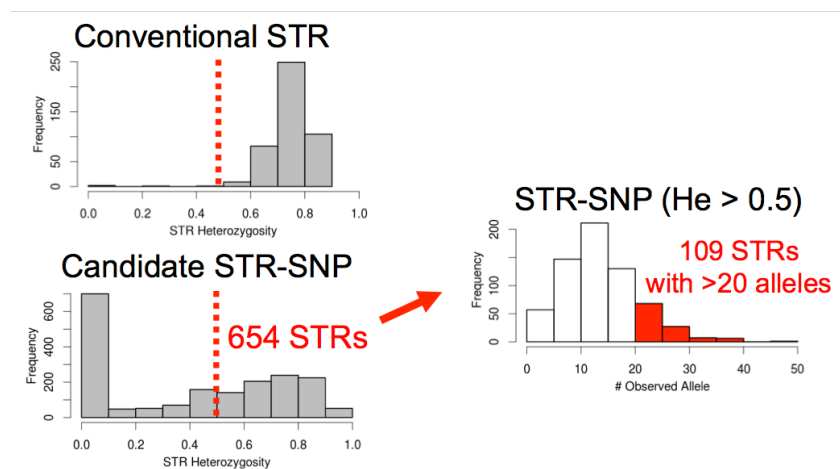 Conventional STR
Frequency
250
150
50
0
0.0 0.2 0.4 0.6 0.8 1.0
STR Heterozygosity
Candidate STR-SNP
654 STRs
Frequency
600
400
200
0
0.0 0.2 0.4 0.6 0.8 1.0
STR Heterozygosity
STR-SNP (He > 0.5)
109 STRs
with >20 alleles
Frequency
200
150
100
50
0
0 10 20 30 40 50
# Observed Allele